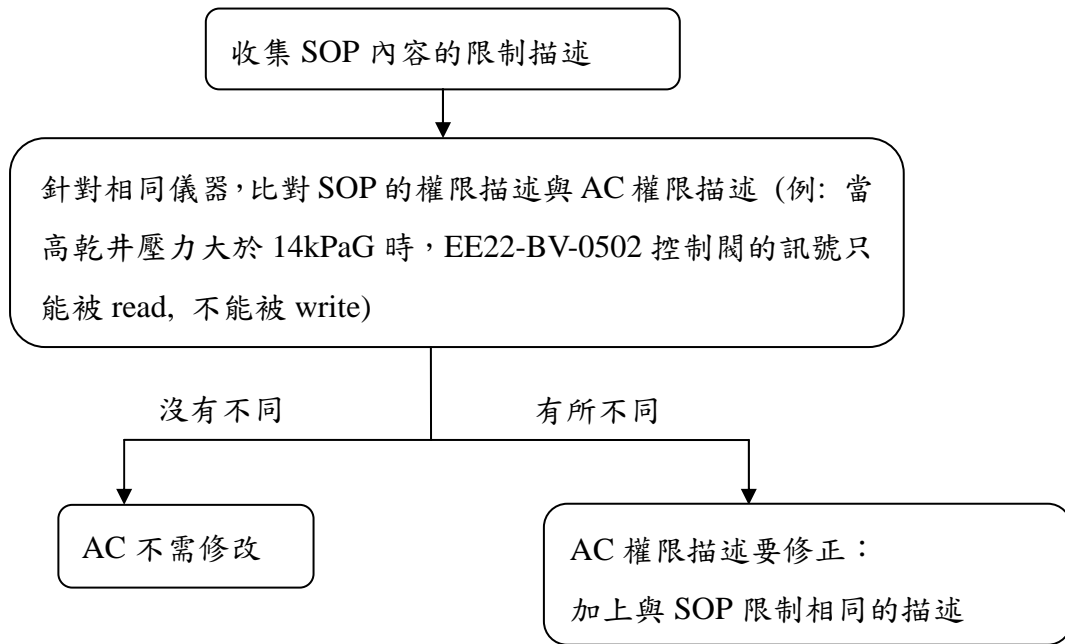 收集 SOP 內容的限制描述
針對相同儀器,比對 SOP 的權限描述與 AC 權限描述 (例: 當
高乾井壓力大於 14kPaG 時,EE22-BV-0502 控制閥的訊號只
能被 read, 不能被 write)
沒有不同
有所不同
AC 不需修改
AC 權限描述要修正:
加上與 SOP 限制相同的描述